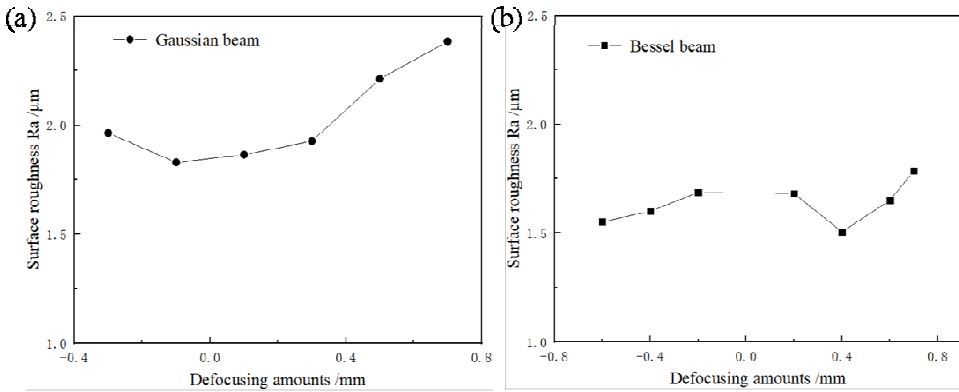 (a)
2.5
2.0
1.5
1.0
Surface roughness Ra /μm
Gaussian beam
-0.4
0.0
0.4
0.8
Defocusing amounts /mm
(b)
2.5
2.0
1.5
1.0
Surface roughness Ra /μm
Bessel beam
-0.8
-0.4
0.0
0.4
0.8
Defocusing amounts /mm